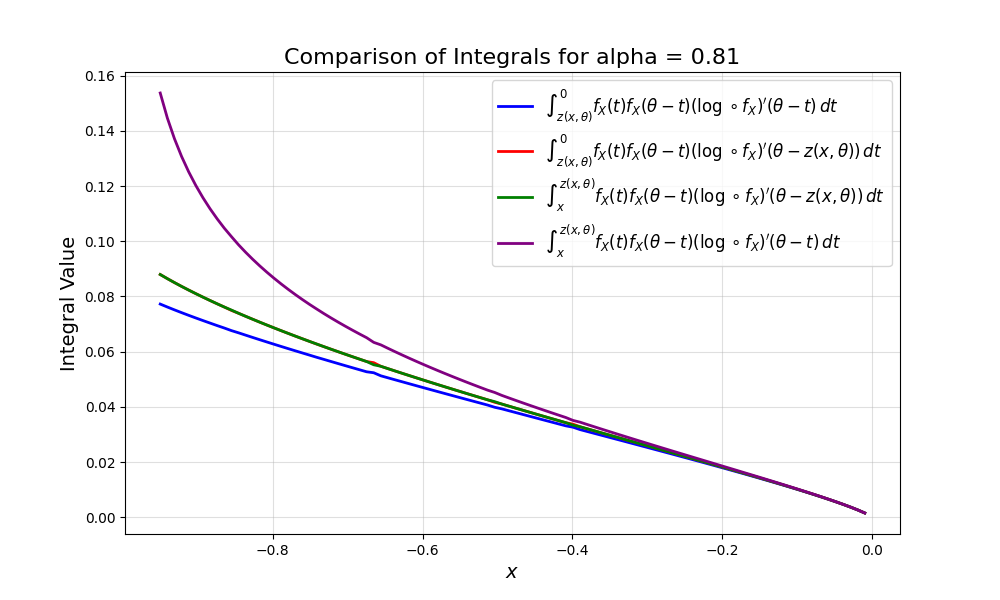 Comparison of Integrals for alpha = 0.81
0.16
0.14
0.12
0.10
0.08
0.06
0.04
0.02
0.00
Integral Value
∫_{z(x, θ)}^{0} f_X(t)f_X(θ − t)(log ∘ f_X)′(θ − t) dt
∫_{z(x, θ)}^{0} f_X(t)f_X(θ − t)(log ∘ f_X)′(θ − z(x, θ)) dt
∫_{x}^{z(x, θ)} f_X(t)f_X(θ − t)(log ∘ f_X)′(θ − z(x, θ)) dt
∫_{x}^{z(x, θ)} f_X(t)f_X(θ − t)(log ∘ f_X)′(θ − t) dt
−0.8 −0.6 −0.4 −0.2 0.0
x